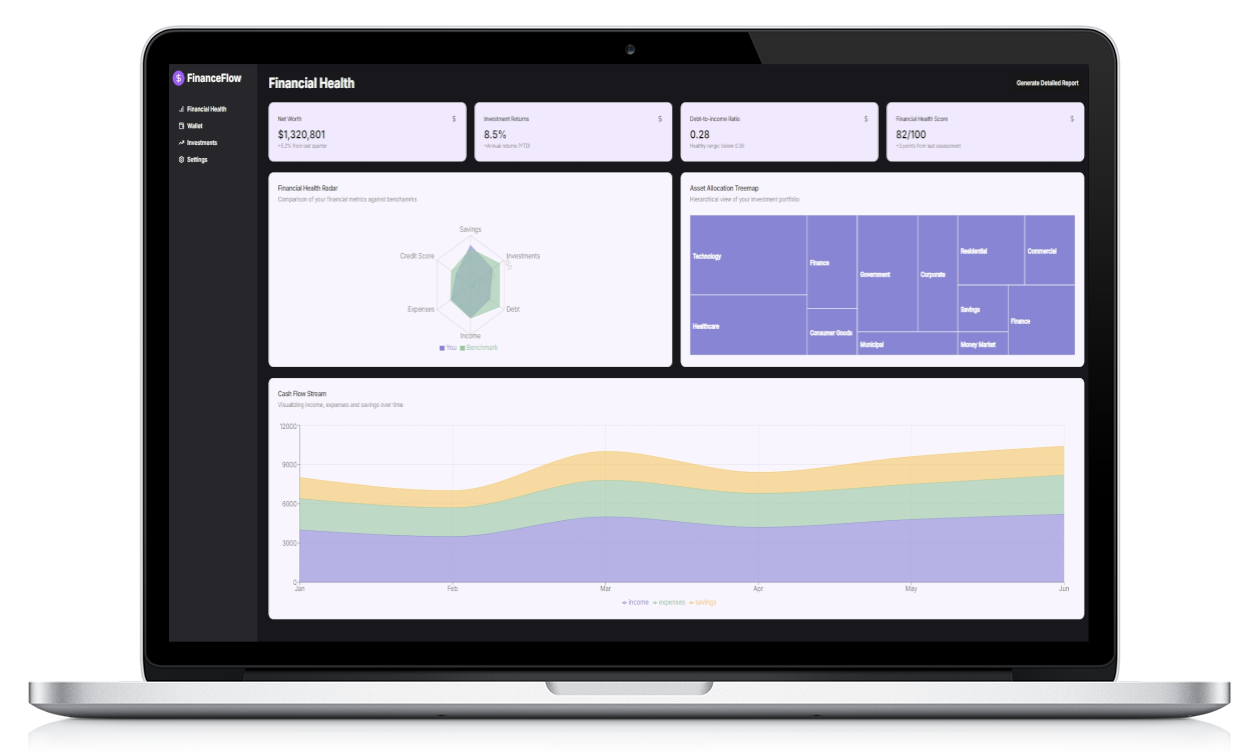 FinanceFlow
Financial Health
Wallet
Investments
Settings
Financial Health
Generate Detailed Report
Net Worth
$
$1,320,801
+5.2% from last quarter
Investment Returns
$
8.5%
+Annual returns (YTD)
Debt-to-income Ratio
$
0.28
Healthy range: below 0.36
Financial Health Score
$
82/100
+3 points from last assessment
Financial Health Radar
Comparison of your financial metrics against benchmarks
Savings
Credit Score
Investments
Expenses
Debt
Income
You
Benchmark
Asset Allocation Treemap
Hierarchical view of your investment portfolio
Technology
Healthcare
Finance
Consumer Goods
Government
Corporate
Municipal
Residential
Commercial
Savings
Finance
Money Market
Cash Flow Stream
Visualizing income, expenses and savings over time
12000
9000
6000
3000
0
Jan Feb Mar Apr May Jun
income expenses savings